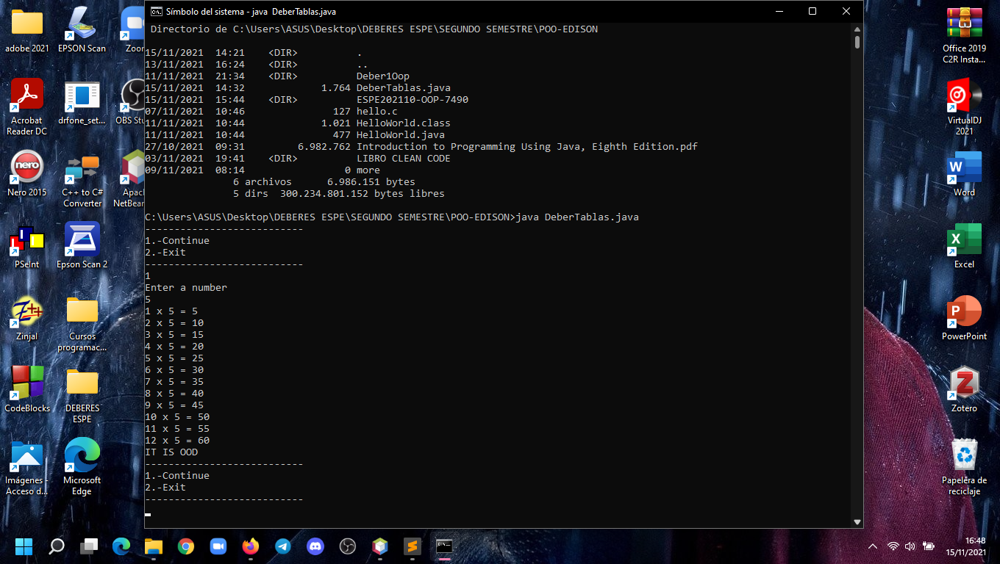 Símbolo del sistema - java  DeberTablas.java
 Directorio de C:\Users\ASUS\Desktop\DEBERES ESPE\SEGUNDO SEMESTRE\POO-EDISON
15/11/2021  14:21    <DIR>          .
13/11/2021  16:24    <DIR>          ..
11/11/2021  21:34    <DIR>          Deber1Oop
15/11/2021  14:32             1.764 DeberTablas.java
15/11/2021  15:44    <DIR>          ESPE202110-OOP-7490
07/11/2021  10:46               127 hello.c
11/11/2021  10:44             1.021 HelloWorld.class
11/11/2021  10:44               477 HelloWorld.java
27/10/2021  09:31         6.982.762 Introduction to Programming Using Java, Eighth Edition.pdf
03/11/2021  19:41    <DIR>          LIBRO CLEAN CODE
09/11/2021  08:14                 0 more
               6 archivos      6.986.151 bytes
               5 dirs  300.234.801.152 bytes libres
C:\Users\ASUS\Desktop\DEBERES ESPE\SEGUNDO SEMESTRE\POO-EDISON>java DeberTablas.java
---------------------------
1.-Continue
2.-Exit
---------------------------
1
Enter a number
5
1 x 5 = 5
2 x 5 = 10
3 x 5 = 15
4 x 5 = 20
5 x 5 = 25
6 x 5 = 30
7 x 5 = 35
8 x 5 = 40
9 x 5 = 45
10 x 5 = 50
11 x 5 = 55
12 x 5 = 60
IT IS OOD
---------------------------
1.-Continue
2.-Exit
---------------------------
adobe 2021
EPSON Scan
Zoom
Acrobat
Reader DC
drfone_set...
OBS Stu
nero
Nero 2015
C++ to C#
Converter
Apac
NetBean
PSeInt
Epson Scan 2
Zinjal
Cursos
programac...
CodeBlocks
DEBERES
ESPE
Imágenes -
Acceso d...
Microsoft
Edge
Office 2019
C2R Insta...
VirtualDJ
2021
Word
Excel
PowerPoint
Zotero
Papelera de
reciclaje
16:48
15/11/2021